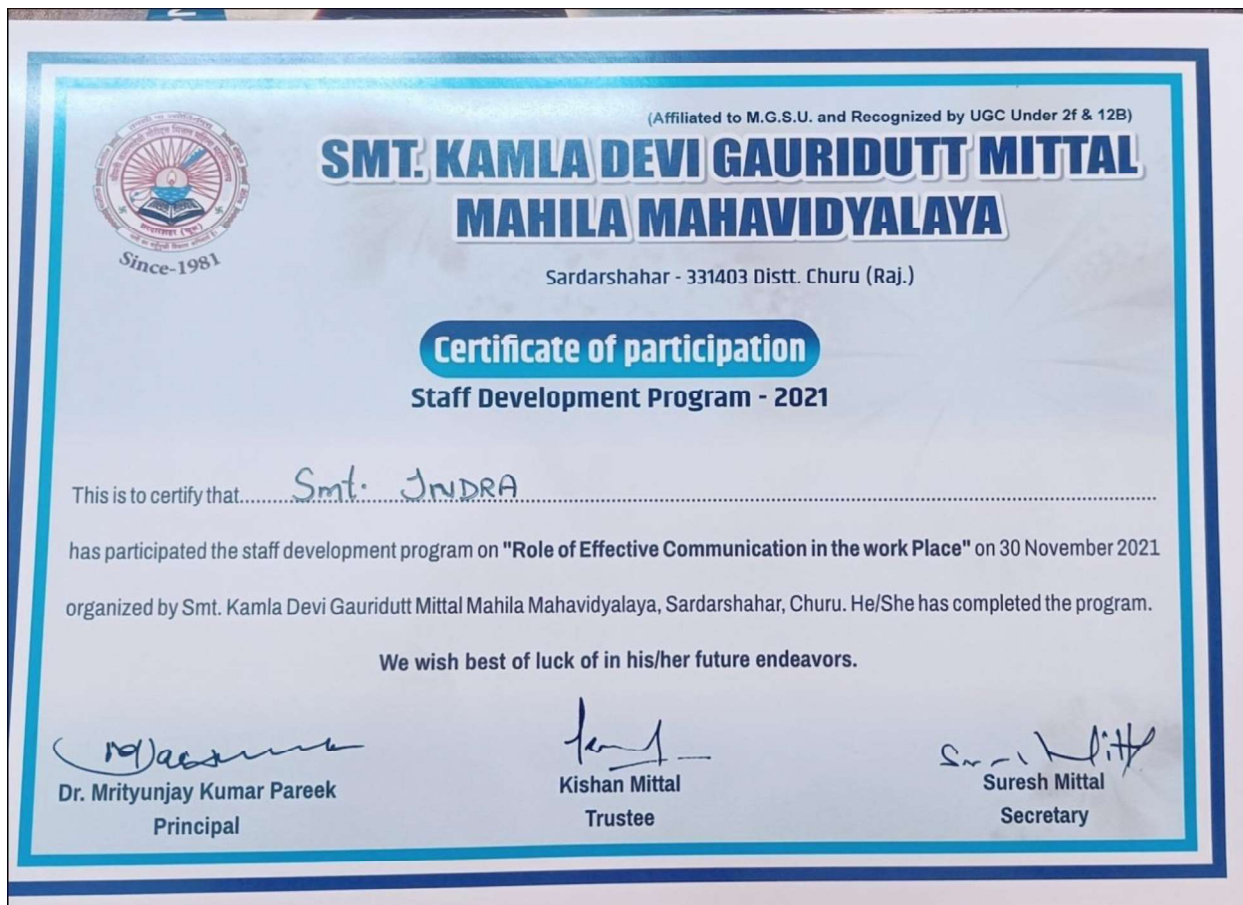 (Affiliated to M.G.S.U. and Recognized by UGC Under 2f & 12B)
SMT. KAMLA DEVI GAURIDUTT MITTAL
MAHILA MAHAVIDYALAYA
Since-1981
Sardarshahar - 331403 Distt. Churu (Raj.)
Certificate of participation
Staff Development Program - 2021
This is to certify that........Smt. INDRA........
has participated the staff development program on "Role of Effective Communication in the work Place" on 30 November 2021
organized by Smt. Kamla Devi Gauridutt Mittal Mahila Mahavidyalaya, Sardarshahar, Churu. He/She has completed the program.
We wish best of luck of in his/her future endeavors.
Dr. Mrityunjay Kumar Pareek
Principal
Kishan Mittal
Trustee
Suresh Mittal
Secretary